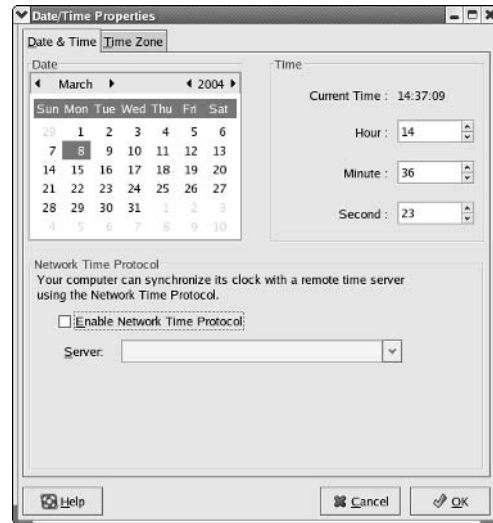 Date/Time Properties
Date & Time Time Zone
Date
March 2004
Sun Mon Tue Wed Thu Fri Sat
29 1 2 3 4 5 6
7 8 9 10 11 12 13
14 15 16 17 18 19 20
21 22 23 24 25 26 27
28 29 30 31 1 2 3
4 5 6 7 8 9 10
Time
Current Time : 14:37:09
Hour : 14
Minute : 36
Second : 23
Network Time Protocol
Your computer can synchronize its clock with a remote time server
using the Network Time Protocol.
Enable Network Time Protocol
Server:
Help
Cancel
OK